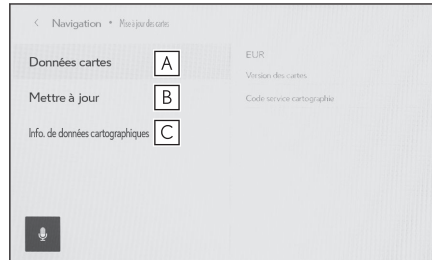 < Navigation • Mise à jour des cartes
Données cartes A
Mettre à jour B
Info. de données cartographiques C
EUR
Version des cartes
Code service cartographie